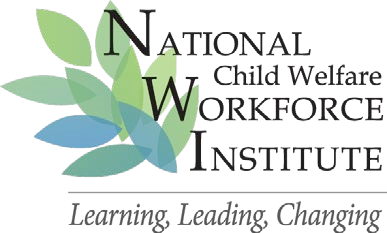 NATIONAL
Child Welfare
WORKFORCE
INSTITUTE
Learning, Leading, Changing